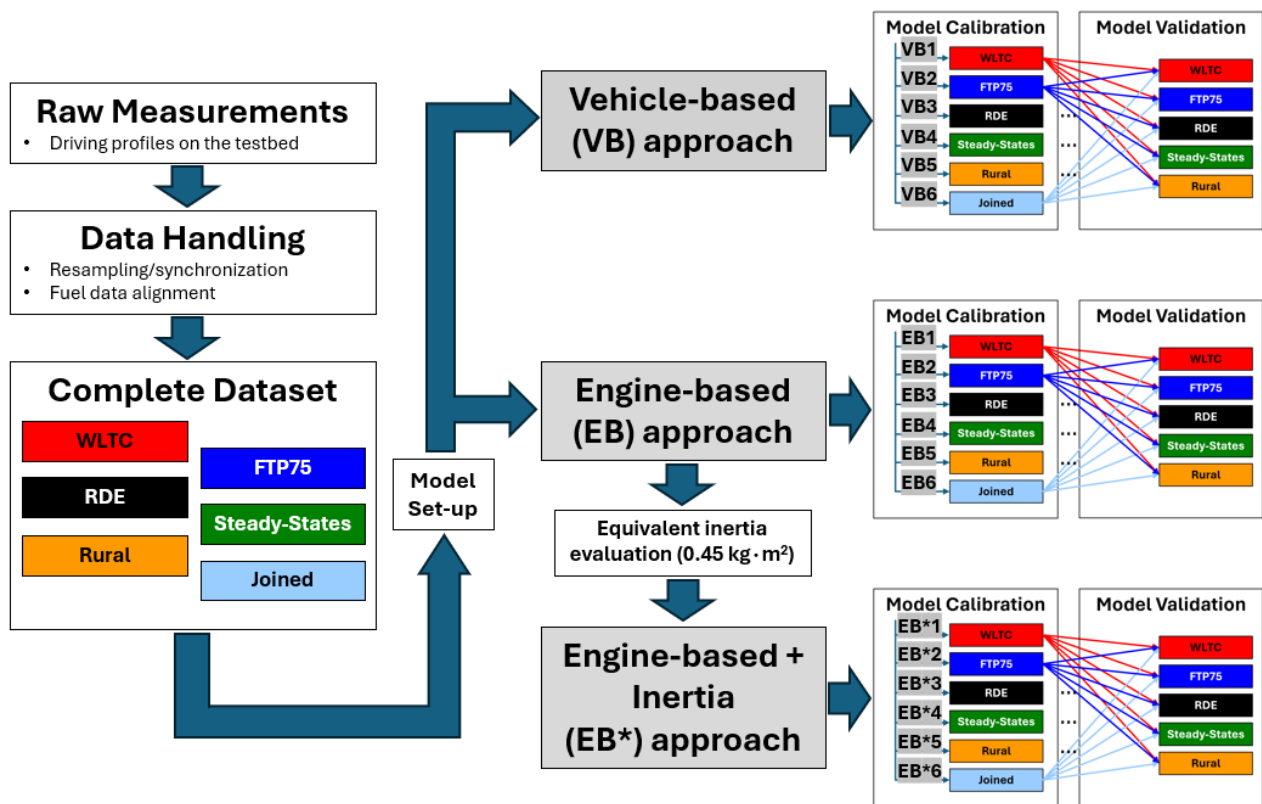 Raw Measurements
• Driving profiles on the testbed
Data Handling
• Resampling/synchronization
• Fuel data alignment
Complete Dataset
WLTC
FTP75
RDE
Steady-States
Rural
Joined
Model
Set-up
Vehicle-based
(VB) approach
Engine-based
(EB) approach
Equivalent inertia
evaluation (0.45 kg · m²)
Engine-based +
Inertia
(EB*) approach
Model Calibration
VB1
WLTC
VB2
FTP75
VB3
RDE
...
VB4
Steady-States
...
VB5
Rural
...
VB6
Joined
Model Validation
WLTC
FTP75
RDE
Steady-States
Rural
Model Calibration
EB1
WLTC
EB2
FTP75
EB3
RDE
...
EB4
Steady-States
...
EB5
Rural
...
EB6
Joined
Model Validation
WLTC
FTP75
RDE
Steady-States
Rural
Model Calibration
EB*1
WLTC
EB*2
FTP75
EB*3
RDE
...
EB*4
Steady-States
...
EB*5
Rural
...
EB*6
Joined
Model Validation
WLTC
FTP75
RDE
Steady-States
Rural